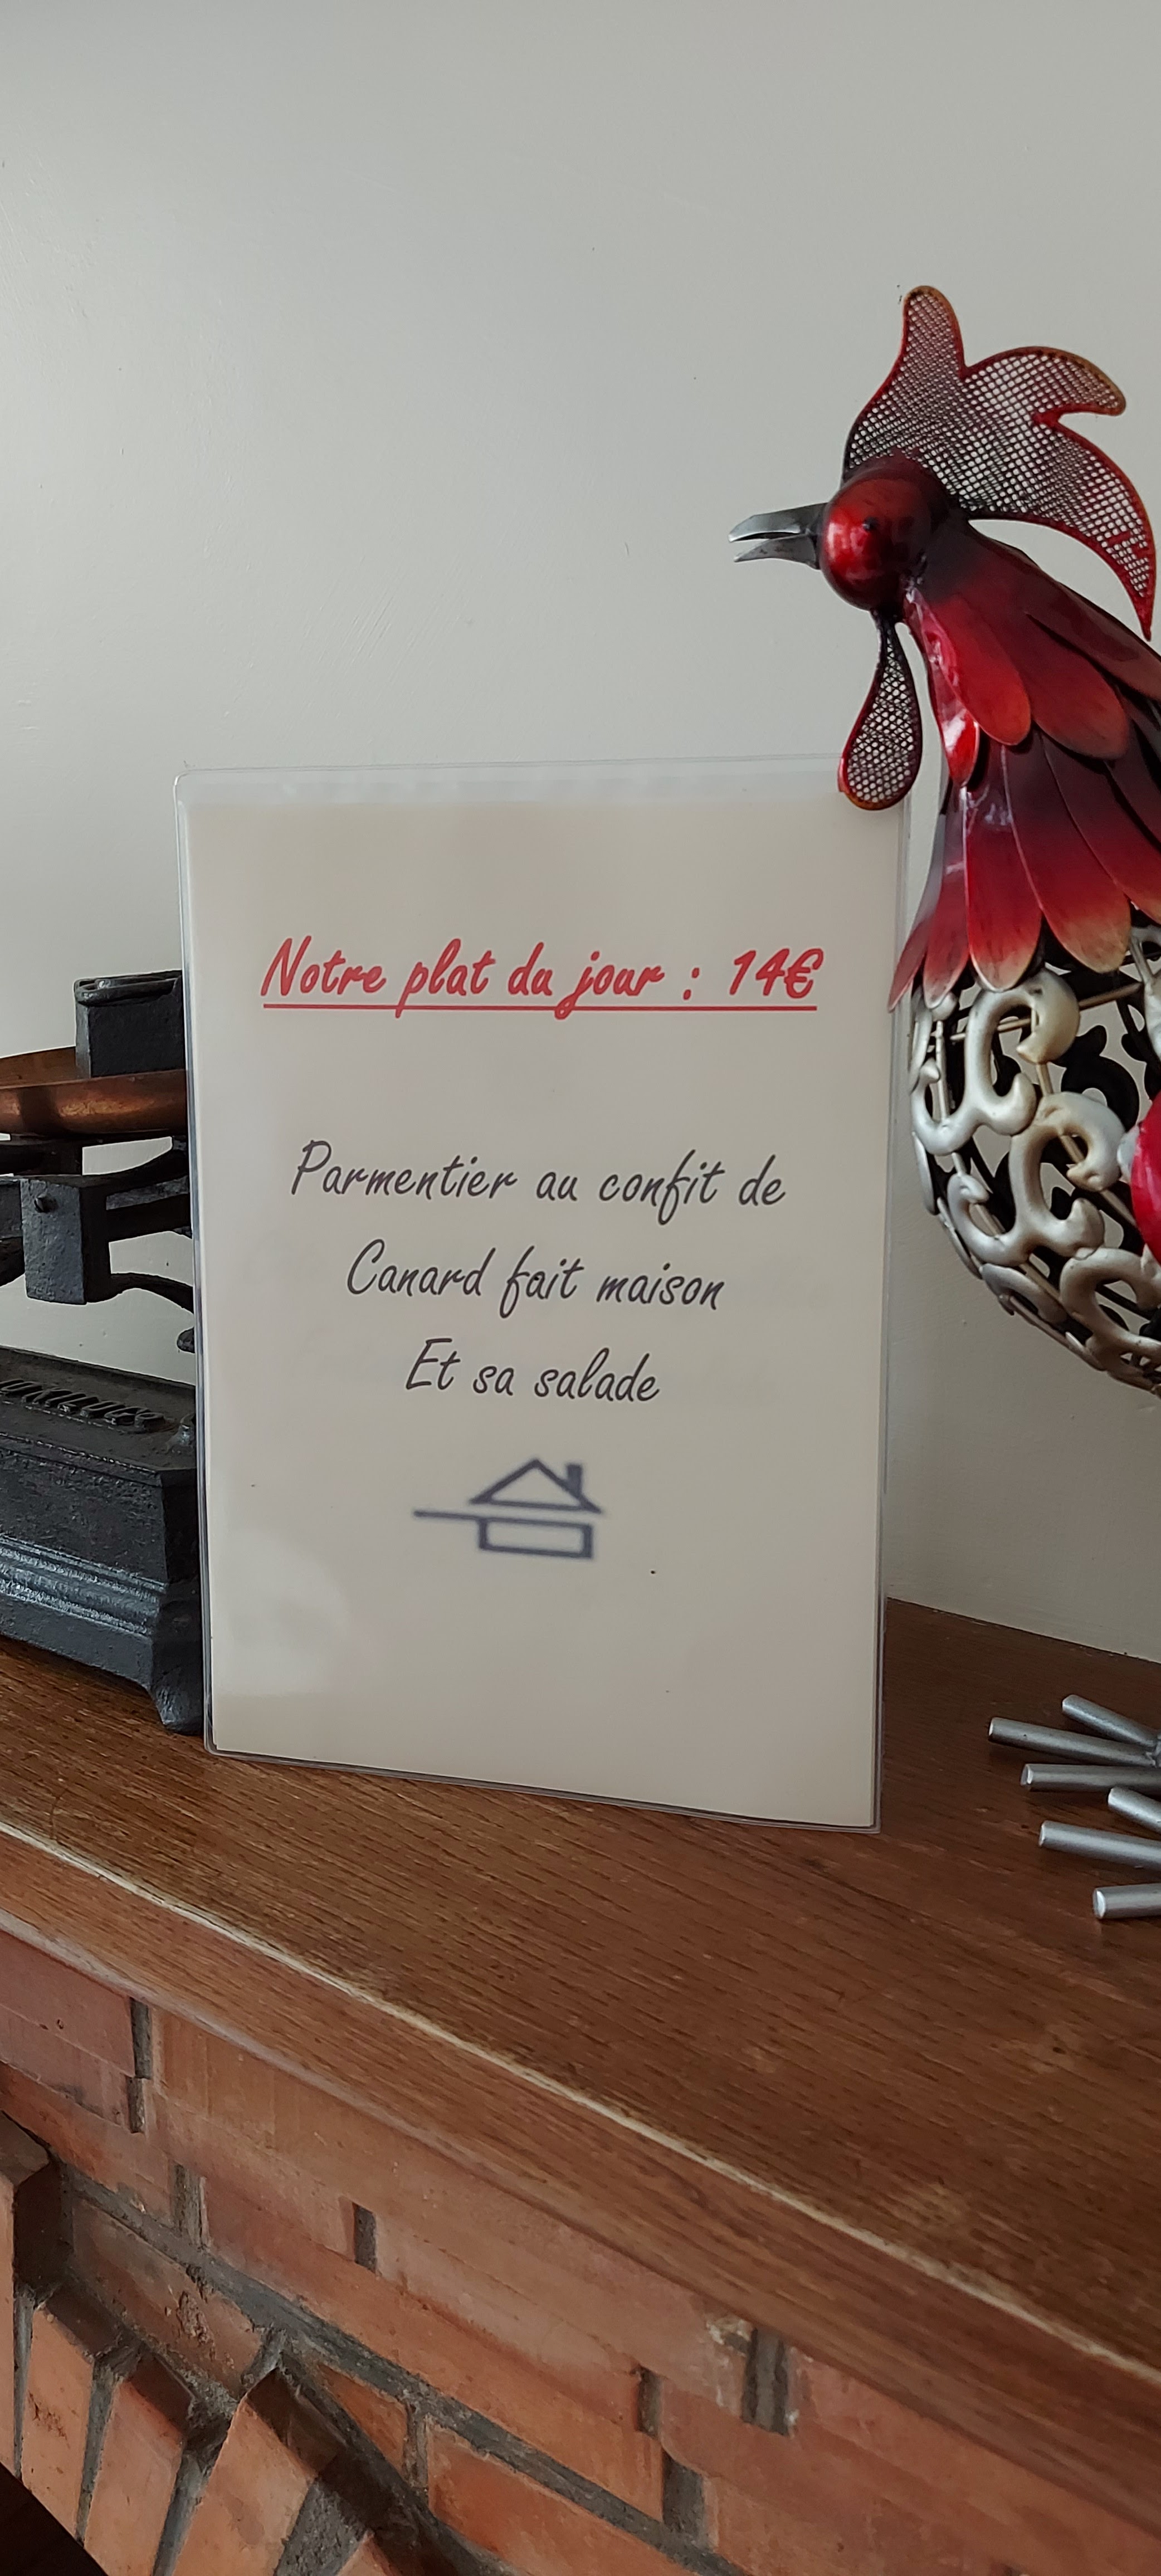 Notre plat du jour : 14€
Parmentier au confit de
Canard fait maison
Et sa salade